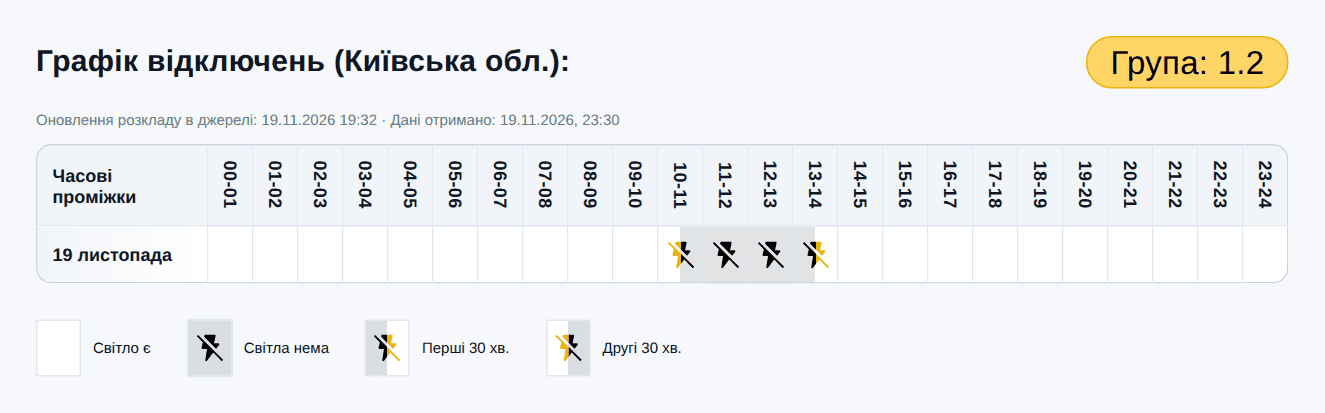 Графік відключень (Київська обл.):
Група: 1.2
Оновлення розкладу в джерелі: 19.11.2026 19:32 · Дані отримано: 19.11.2026, 23:30
Часові
проміжки
00-01
01-02
02-03
03-04
04-05
05-06
06-07
07-08
08-09
09-10
10-11
11-12
12-13
13-14
14-15
15-16
16-17
17-18
18-19
19-20
20-21
21-22
22-23
23-24
19 листопада
Світло є
Світла нема
Перші 30 хв.
Другі 30 хв.